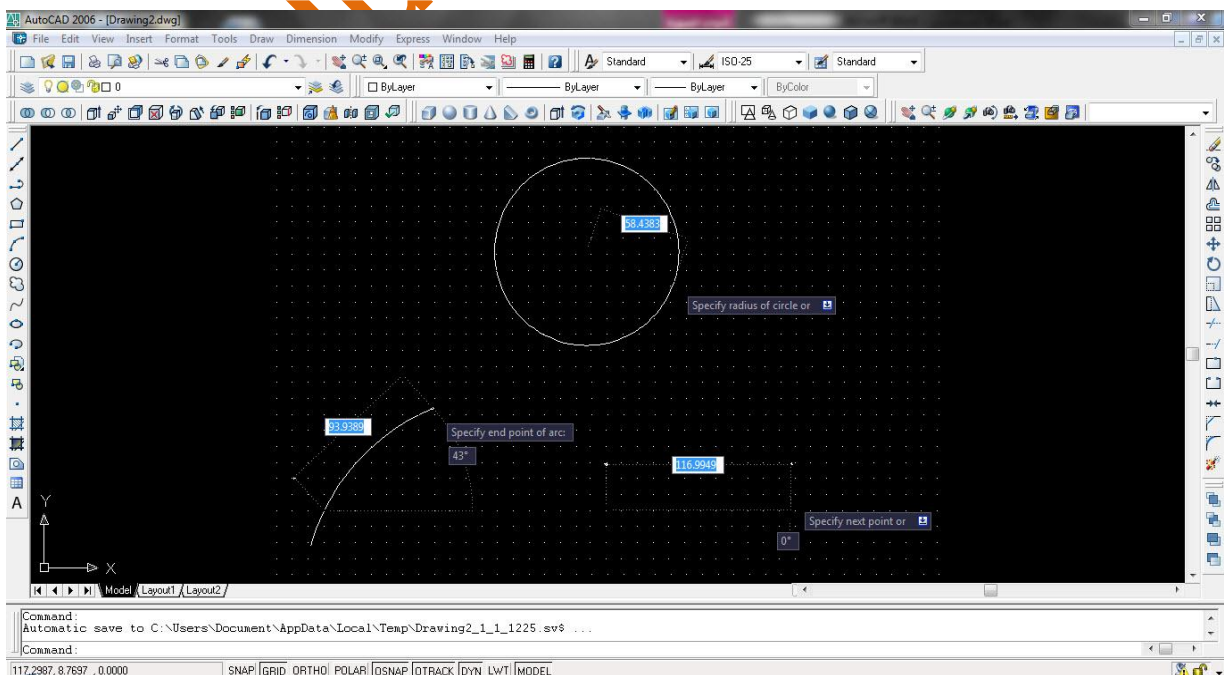 AutoCAD 2006 - [Drawing2.dwg]
File Edit View Insert Format Tools Draw Dimension Modify Express Window Help
Standard ISO-25 Standard
0 ByLayer ByLayer ByLayer ByColor
58.4383
Specify radius of circle or
93.9389
Specify end point of arc:
43°
116.9949
Specify next point or
0°
A
Y
X
Model Layout1 Layout2
Command:
Automatic save to C:\Users\Document\AppData\Local\Temp\Drawing2_1_1_1225.sv$ ...
Command:
117.2987, 8.7697 , 0.0000 SNAP GRID ORTHO POLAR OSNAP OTRACK DYN LWT MODEL